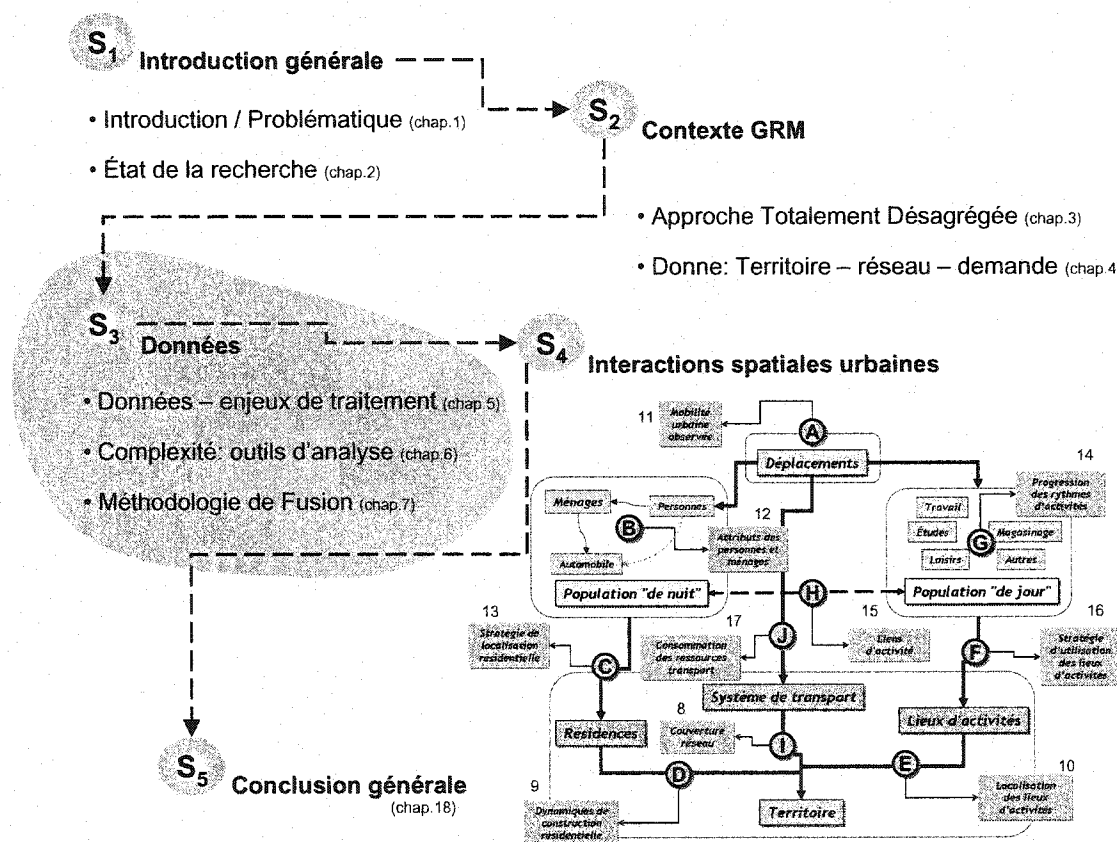 S1 Introduction générale
• Introduction / Problématique (chap.1)
• État de la recherche (chap.2)
S2 Contexte GRM
• Approche Totalement Désagrégée (chap.3)
• Donne: Territoire – réseau – demande (chap.4
S3 Données
• Données – enjeux de traitement (chap.5)
• Complexité: outils d'analyse (chap.6)
• Méthodologie de Fusion (chap.7)
S4 Interactions spatiales urbaines
11
Mobilité
urbaine
observée
A
Déplacements
14
Progression
des rythmes
d'activités
Ménages
Personnes
B
Automobile
12
Attributs des
personnes et
ménages
Travail
Études
Magasinage
G
Loisirs
Autres
Population "de nuit"
H
Population "de jour"
13
Stratégie de
localisation
résidentielle
C
17
Consommation
des ressources
transport
J
15
Liens
d'activité
16
F
Stratégie
d'utilisation
des lieux
d'activités
Système de transport
Résidences
8
Couverture
réseau
I
Lieux d'activités
D
E
9
Dynamiques de
construction
résidentielle
Territoire
10
Localisation
des lieux
d'activités
S5 Conclusion générale
(chap.18)